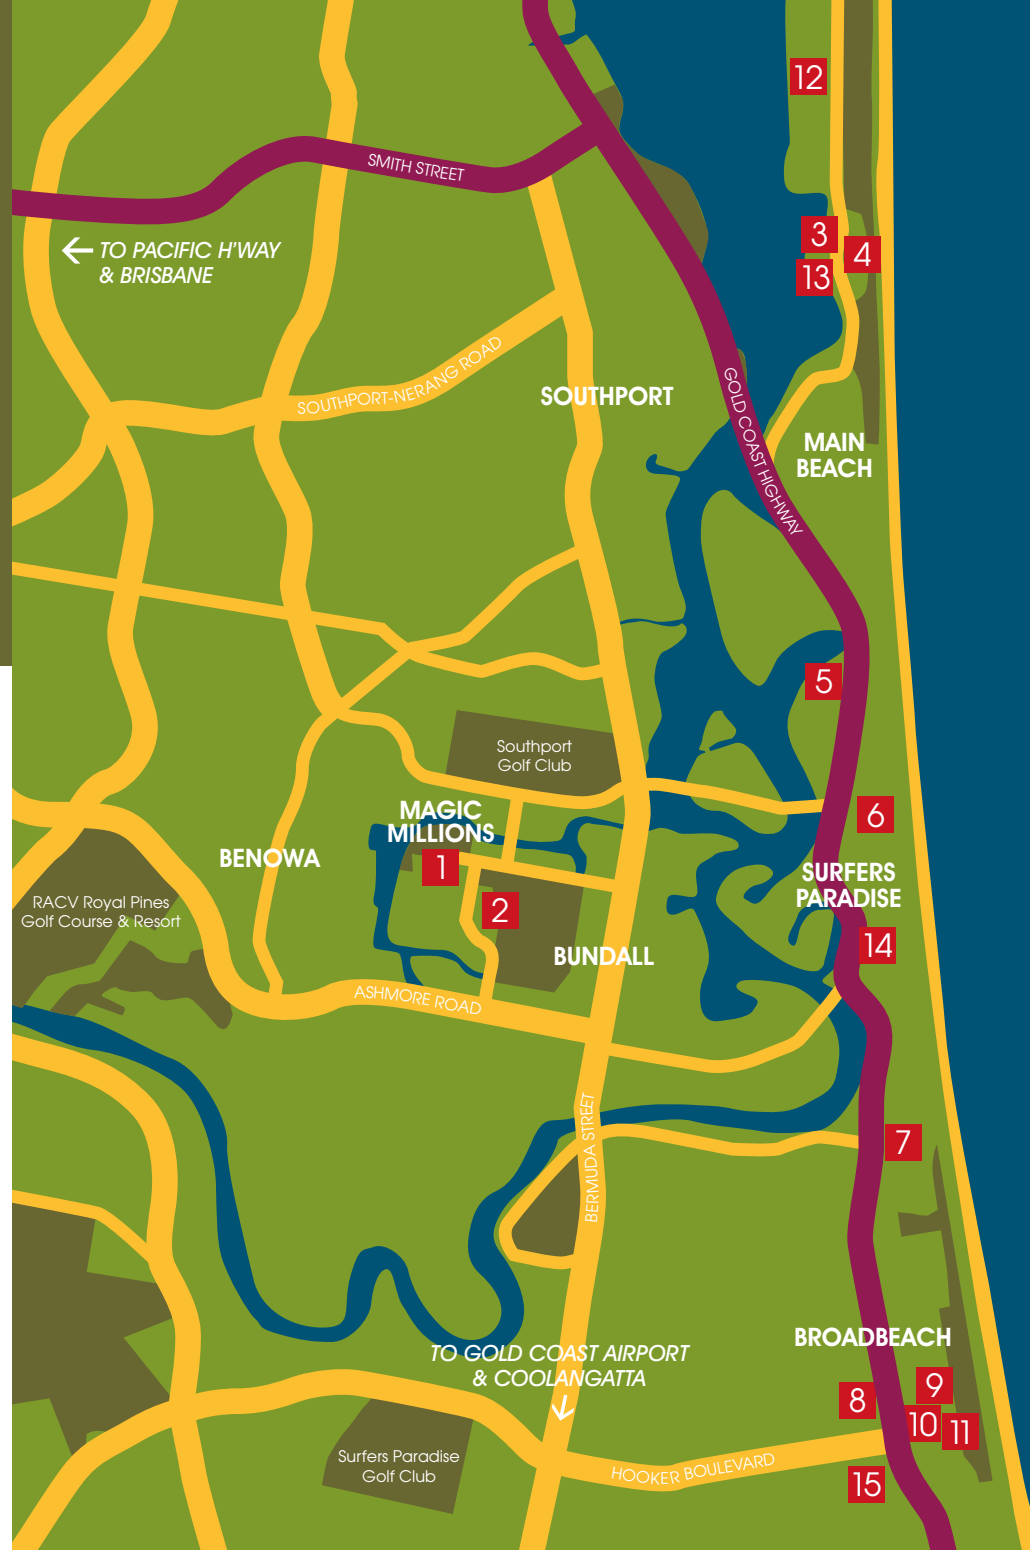 12
SMITH STREET
3
4
13
TO PACIFIC H'WAY
& BRISBANE
SOUTHPORT-NERANG ROAD
SOUTHPORT
GOLD COAST HIGHWAY
MAIN
BEACH
5
Southport
Golf Club
6
MAGIC
MILLIONS
1
BENOWA
SURFERS
PARADISE
2
RACV Royal Pines
Golf Course & Resort
14
BUNDALL
ASHMORE ROAD
BERMUDA STREET
7
BROADBEACH
TO GOLD COAST AIRPORT
& COOLANGATTA
8
9
10
11
Surfers Paradise
Golf Club
HOOKER BOULEVARD
15